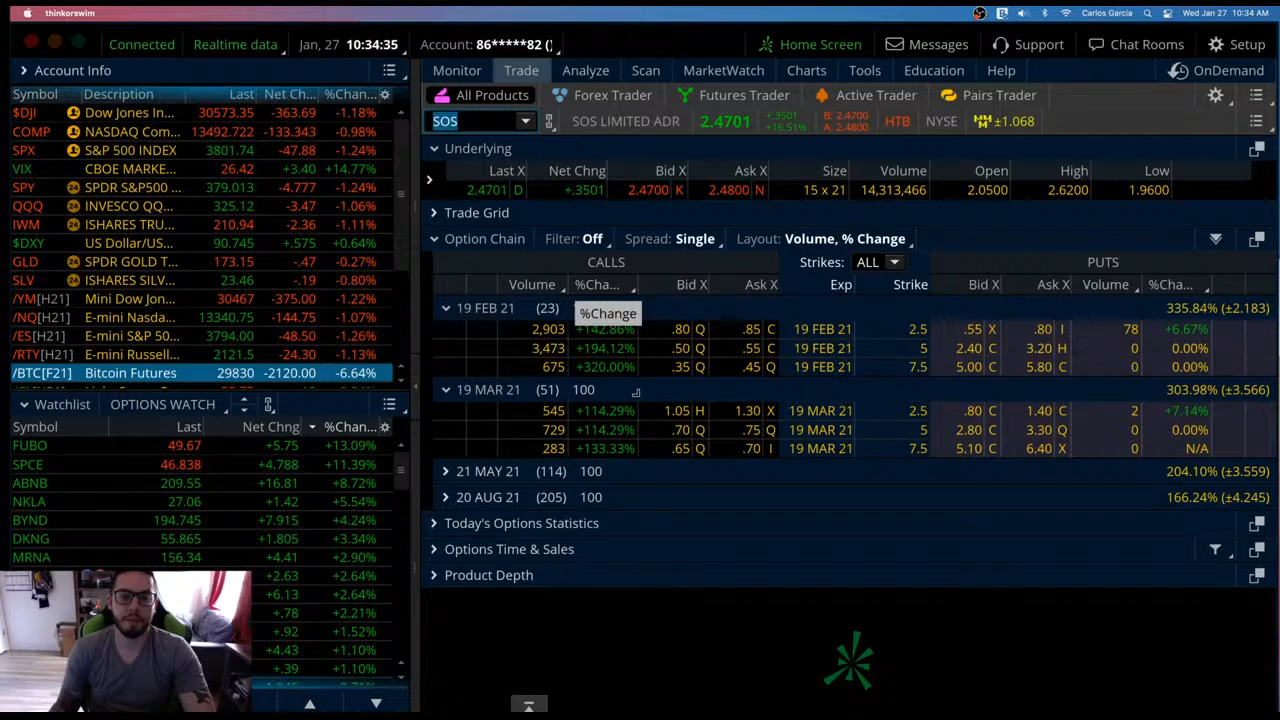 thinkorswim Carlos Garcia Wed Jan 27 10:34 AM
Connected Realtime data Jan, 27 10:34:35 Account: 86*****82 ( Home Screen Messages Support Chat Rooms Setup
Account Info
Symbol Description Last Net Ch... %Chan...
$DJI Dow Jones In... 30573.35 -363.69 -1.18%
COMP NASDAQ Com... 13492.722 -133.343 -0.98%
SPX S&P 500 INDEX 3801.74 -47.88 -1.24%
VIX CBOE MARKE... 26.42 +3.40 +14.77%
SPY 24 SPDR S&P500 ... 379.013 -4.777 -1.24%
QQQ 24 INVESCO QQ... 325.12 -3.47 -1.06%
IWM 24 ISHARES TRU... 210.94 -2.36 -1.11%
$DXY US Dollar/US... 90.745 +.575 +0.64%
GLD 24 SPDR GOLD T... 173.15 -.47 -0.27%
SLV 24 ISHARES SILV... 23.46 -.19 -0.80%
/YM[H21] Mini Dow Jon... 30467 -375.00 -1.22%
/NQ[H21] E-mini Nasda... 13340.75 -144.75 -1.07%
/ES[H21] E-mini S&P 50... 3794.00 -48.50 -1.26%
/RTY[H21] E-mini Russell... 2121.5 -24.30 -1.13%
/BTC[F21] Bitcoin Futures 29830 -2120.00 -6.64%
Watchlist OPTIONS WATCH
Symbol Last Net Chng %Chan...
FUBO 49.67 +5.75 +13.09%
SPCE 46.838 +4.788 +11.39%
ABNB 209.55 +16.81 +8.72%
NKLA 27.06 +1.42 +5.54%
BYND 194.745 +7.915 +4.24%
DKNG 55.865 +1.805 +3.34%
MRNA 156.34 +4.41 +2.90%
+2.63 +2.64%
+6.13 +2.64%
+.78 +2.21%
+.92 +1.52%
+4.43 +1.10%
+.39 +1.10%
Monitor Trade Analyze Scan MarketWatch Charts Tools Education Help OnDemand
All Products Forex Trader Futures Trader Active Trader Pairs Trader
SOS SOS LIMITED ADR 2.4701 +.3501 +16.51% B: 2.4700 A: 2.4800 HTB NYSE ±1.068
Underlying
Last X Net Chng Bid X Ask X Size Volume Open High Low
2.4701 D +.3501 2.4700 K 2.4800 N 15 x 21 14,313,466 2.0500 2.6200 1.9600
Trade Grid
Option Chain Filter: Off Spread: Single Layout: Volume, % Change
CALLS Strikes: ALL PUTS
Volume %Cha... Bid X Ask X Exp Strike Bid X Ask X Volume %Cha...
19 FEB 21 (23) 335.84% (±2.183)
%Change
2,903 +142.86% .80 Q .85 C 19 FEB 21 2.5 .55 X .80 I 78 +6.67%
3,473 +194.12% .50 Q .55 C 19 FEB 21 5 2.40 C 3.20 H 0 0.00%
675 +320.00% .35 Q .45 Q 19 FEB 21 7.5 5.00 C 5.80 C 0 0.00%
19 MAR 21 (51) 100 303.98% (±3.566)
545 +114.29% 1.05 H 1.30 X 19 MAR 21 2.5 .80 C 1.40 C 2 +7.14%
729 +114.29% .70 Q .75 Q 19 MAR 21 5 2.80 C 3.30 Q 0 0.00%
283 +133.33% .65 Q .70 I 19 MAR 21 7.5 5.10 C 6.40 X 0 N/A
21 MAY 21 (114) 100 204.10% (±3.559)
20 AUG 21 (205) 100 166.24% (±4.245)
Today's Options Statistics
Options Time & Sales
Product Depth